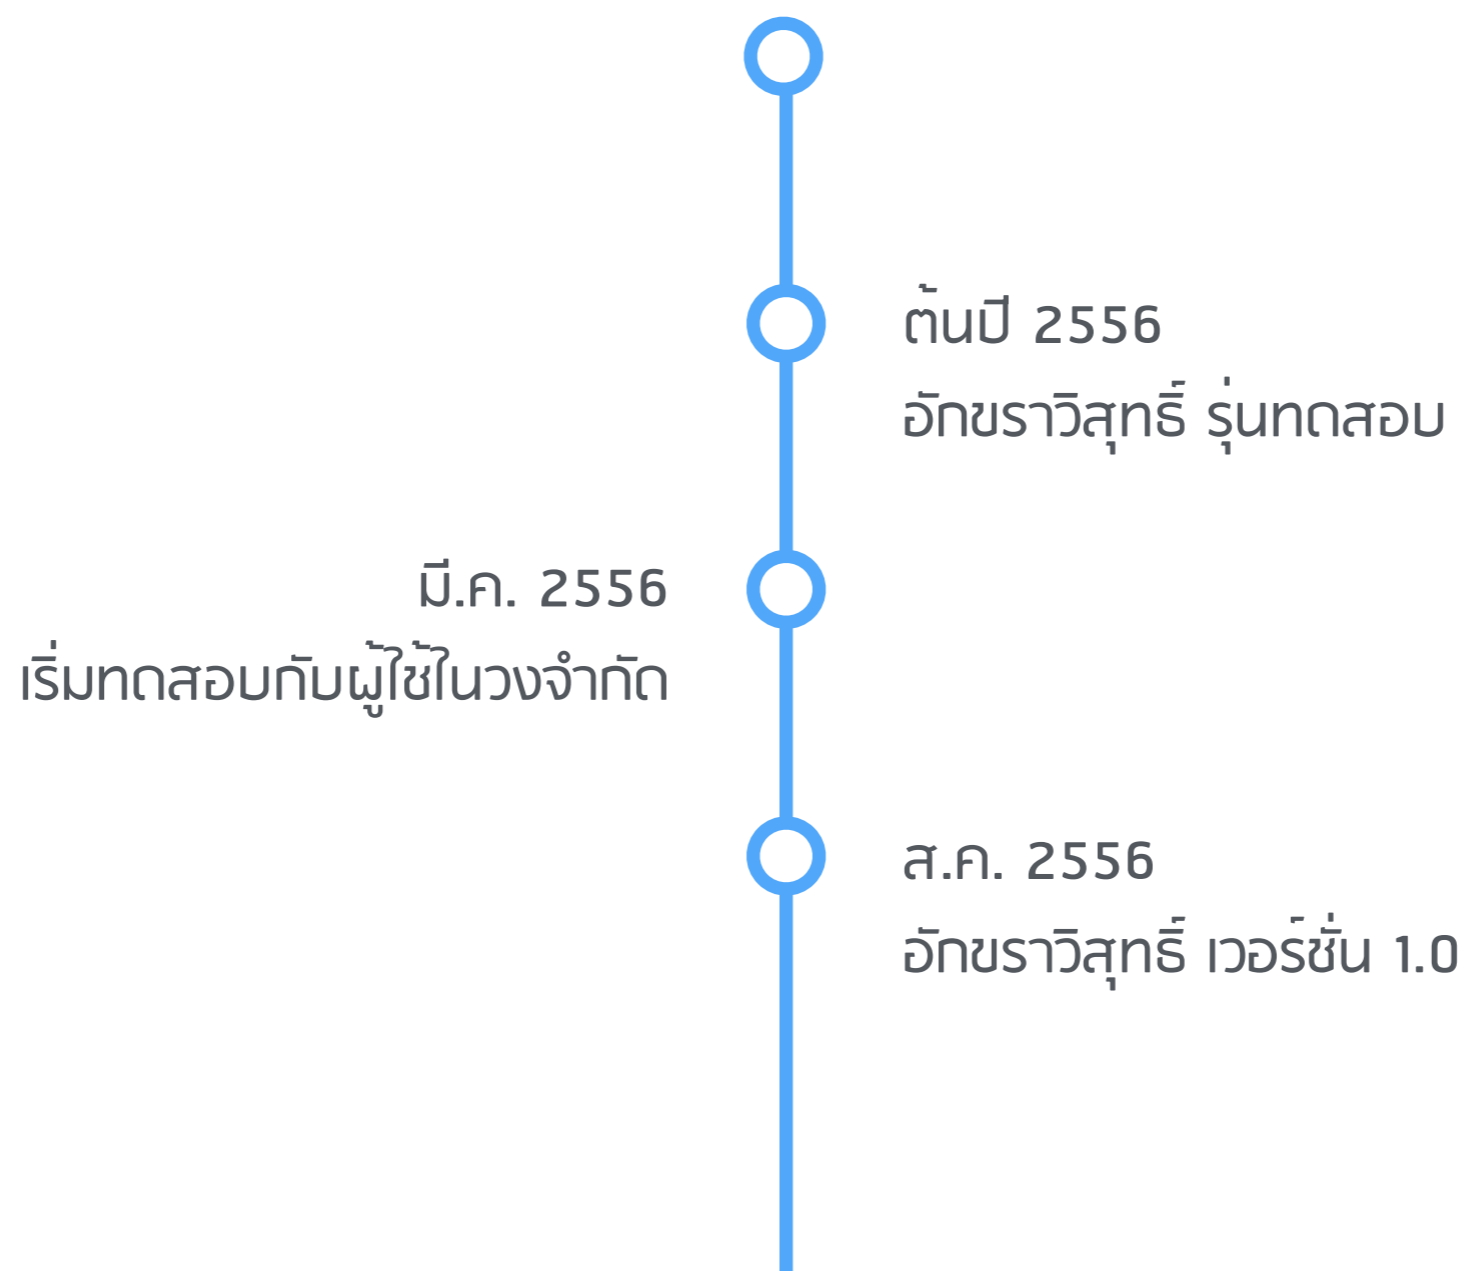 ต้นปี 2556
อักขราวิสุทธิ์ รุ่นทดสอบ
มี.ค. 2556
เริ่มทดสอบกับผู้ใช้ในวงจำกัด
ส.ค. 2556
อักขราวิสุทธิ์ เวอร์ชั่น 1.0